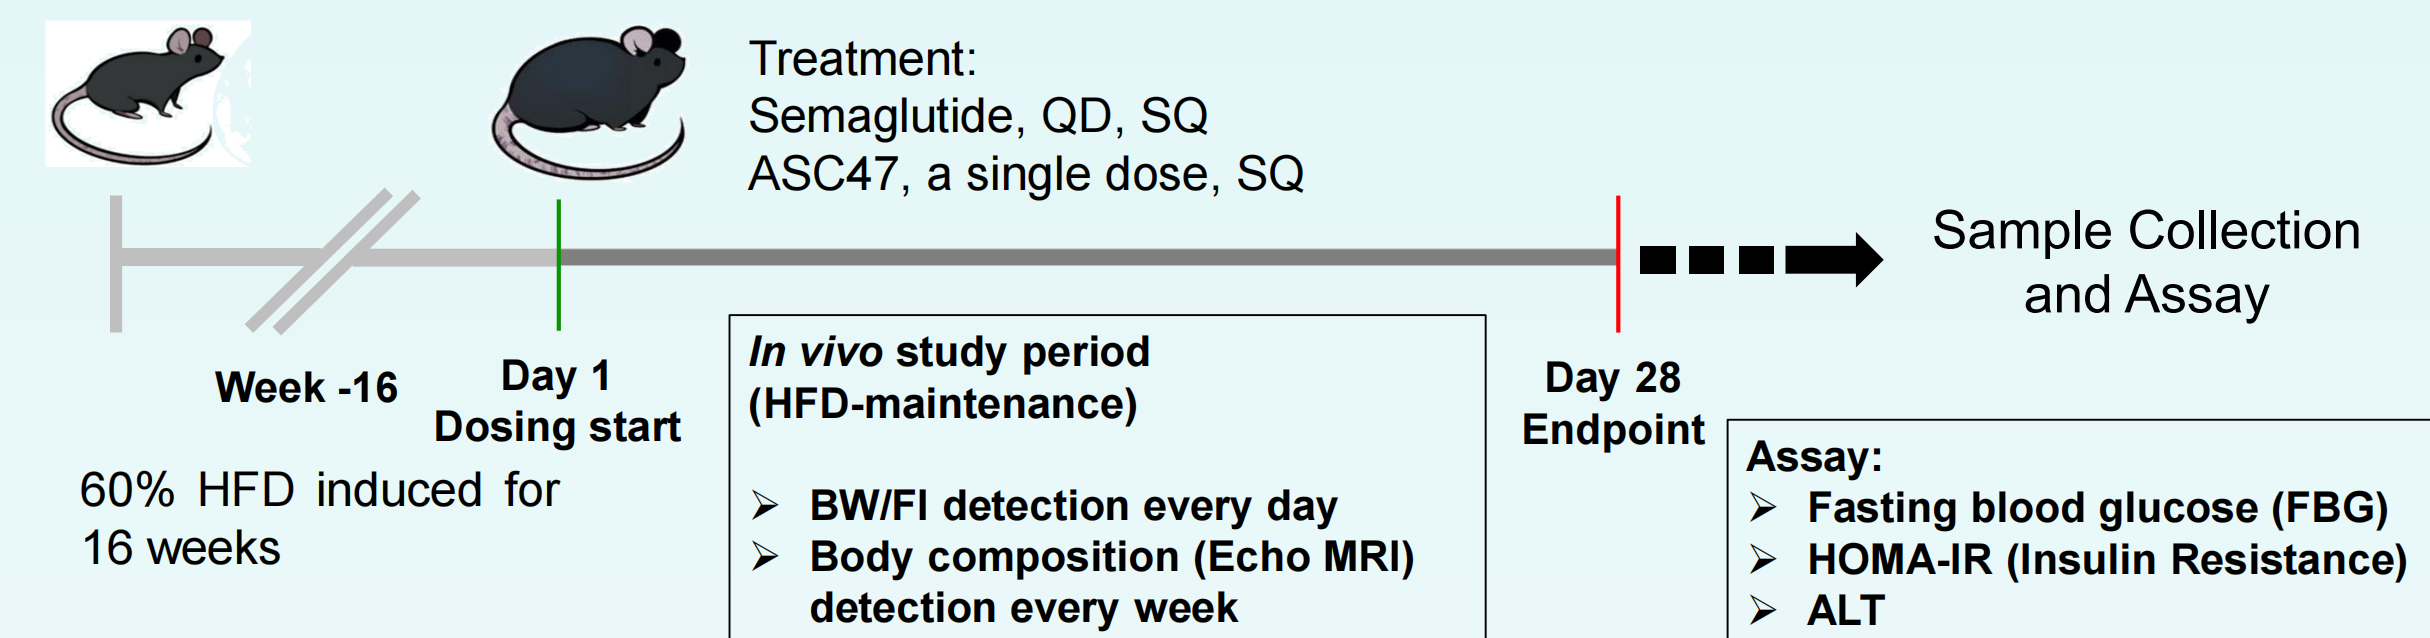 Treatment:
Semaglutide, QD, SQ
ASC47, a single dose, SQ
Sample Collection
and Assay
Week -16
Day 1
Dosing start
60% HFD induced for
16 weeks
In vivo study period
(HFD-maintenance)
➢ BW/FI detection every day
➢ Body composition (Echo MRI)
detection every week
Day 28
Endpoint
Assay:
➢ Fasting blood glucose (FBG)
➢ HOMA-IR (Insulin Resistance)
➢ ALT